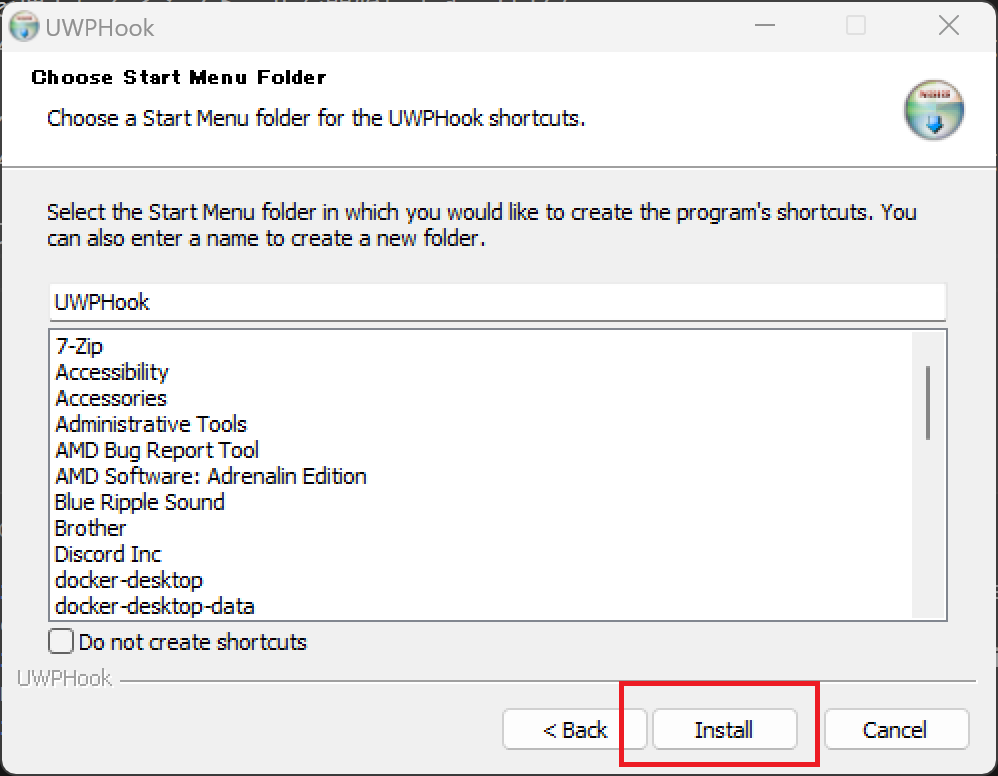 UWPHook
Choose Start Menu Folder
Choose a Start Menu folder for the UWPHook shortcuts.
Select the Start Menu folder in which you would like to create the program's shortcuts. You
can also enter a name to create a new folder.
UWPHook
7-Zip
Accessibility
Accessories
Administrative Tools
AMD Bug Report Tool
AMD Software: Adrenalin Edition
Blue Ripple Sound
Brother
Discord Inc
docker-desktop
docker-desktop-data
Do not create shortcuts
UWPHook
< Back
Install
Cancel